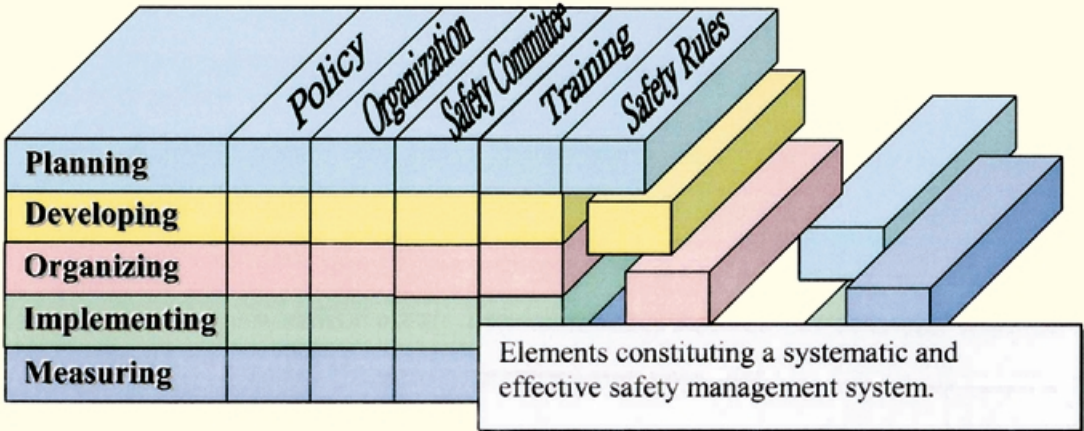 Policy
Organization
Safety Committee
Training
Safety Rules
Planning
Developing
Organizing
Implementing
Measuring
Elements constituting a systematic and
effective safety management system.